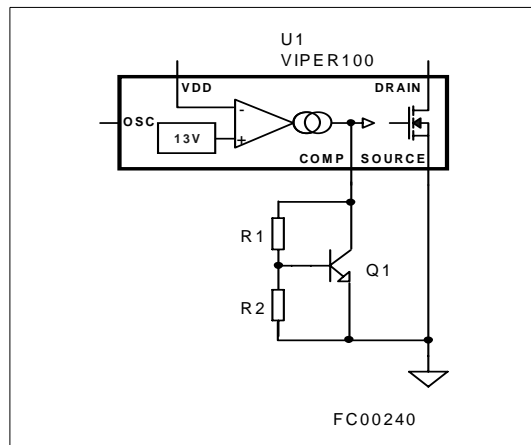 U1
VIPER100
VDD
DRAIN
OSC
-
+
13V
COMP
SOURCE
R1
Q1
R2
FC00240